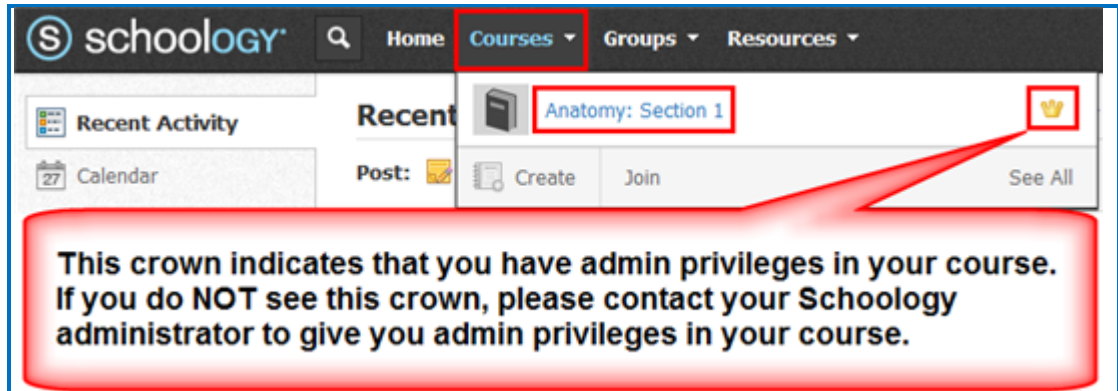 S schoology Home Courses Groups Resources
Recent Activity
Recent
Anatomy: Section 1
27 Calendar
Post:
Create Join See All
This crown indicates that you have admin privileges in your course.
If you do NOT see this crown, please contact your Schoology
administrator to give you admin privileges in your course.